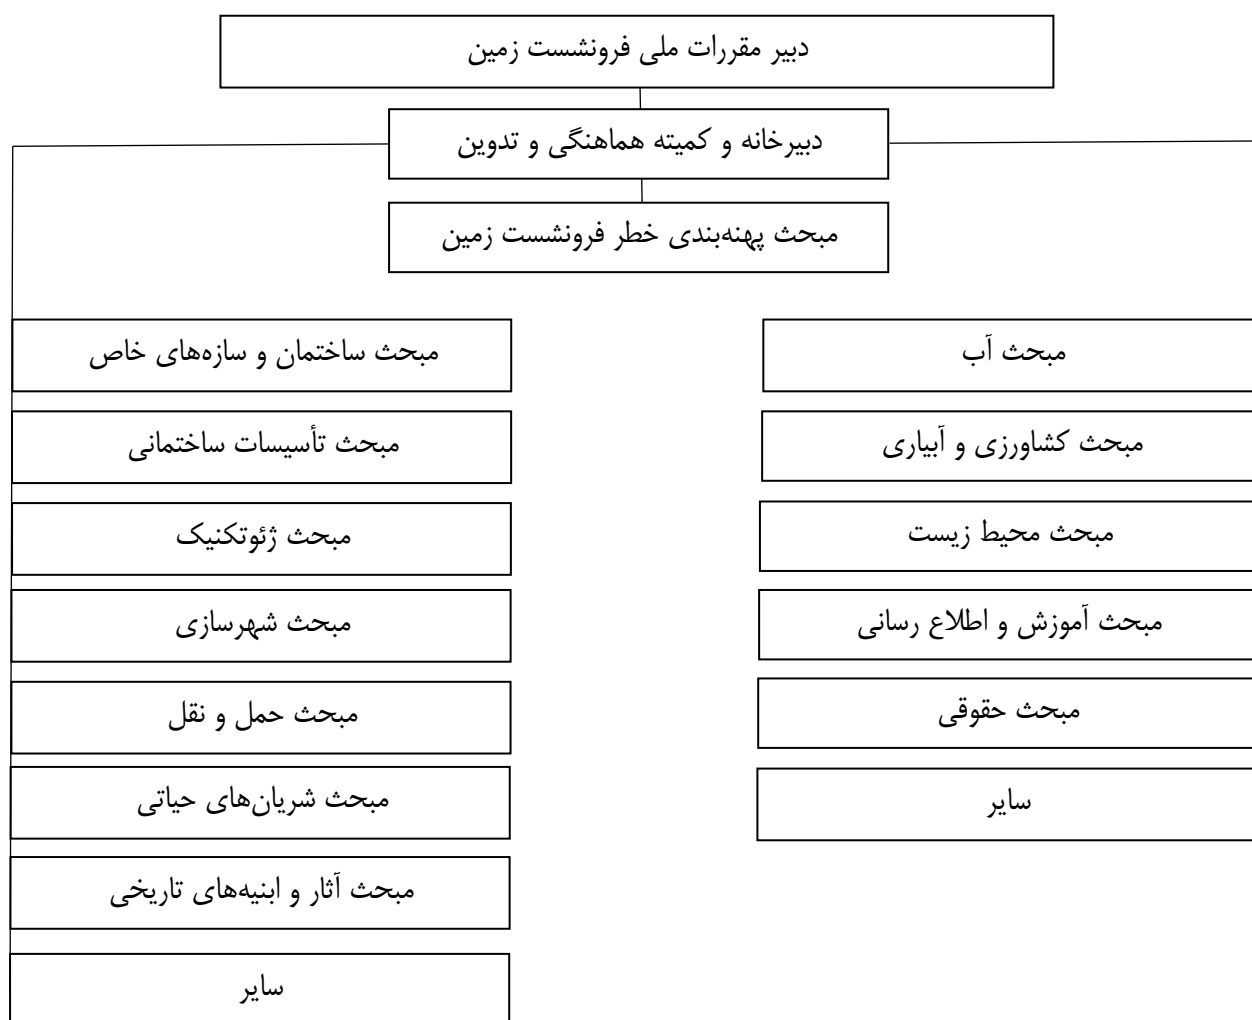 دبیر مقررات ملی فرونشست زمین
دبیرخانه و کمیته هماهنگی و تدوین
مبحث پهنه‌بندی خطر فرونشست زمین
مبحث آب
مبحث کشاورزی و آبیاری
مبحث محیط زیست
مبحث آموزش و اطلاع رسانی
مبحث حقوقی
سایر
مبحث ساختمان و سازه‌های خاص
مبحث تأسیسات ساختمانی
مبحث ژئوتکنیک
مبحث شهرسازی
مبحث حمل و نقل
مبحث شریان‌های حیاتی
مبحث آثار و ابنیه‌های تاریخی
سایر